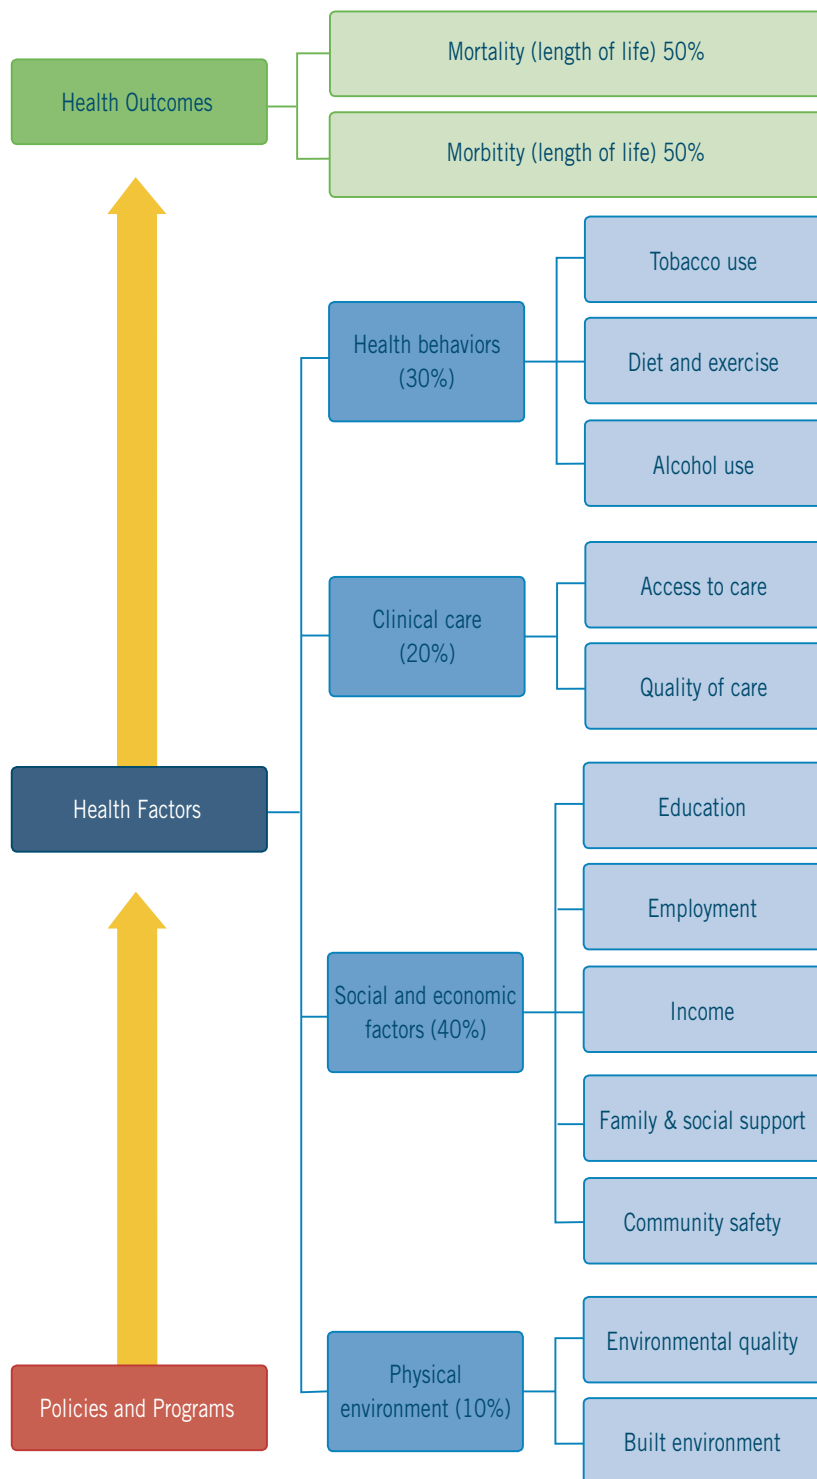 Mortality (length of life) 50%
Health Outcomes
Morbitity (length of life) 50%
Tobacco use
Health behaviors
(30%)
Diet and exercise
Alcohol use
Access to care
Clinical care
(20%)
Quality of care
Health Factors
Education
Employment
Social and economic
factors (40%)
Income
Family & social support
Community safety
Environmental quality
Physical
environment (10%)
Policies and Programs
Built environment